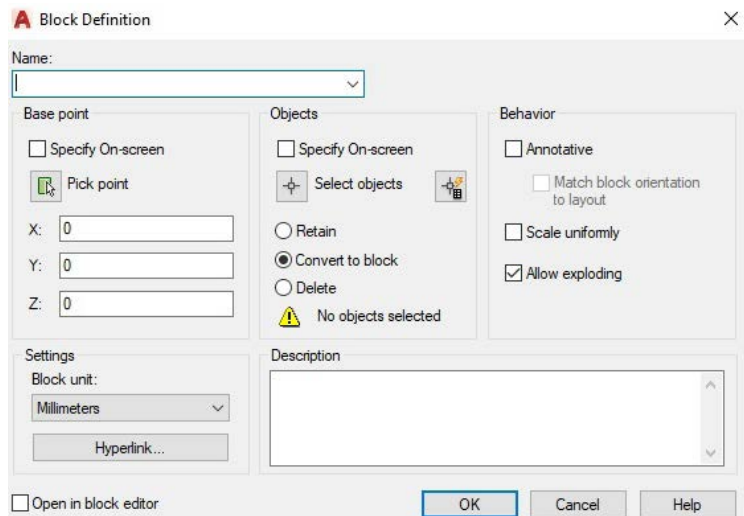 A Block Definition
Name:
Base point
Specify On-screen
Pick point
X: 0
Y: 0
Z: 0
Objects
Specify On-screen
Select objects
Retain
Convert to block
Delete
No objects selected
Behavior
Annotative
Match block orientation
to layout
Scale uniformly
Allow exploding
Settings
Block unit:
Millimeters
Hyperlink...
Description
Open in block editor
OK
Cancel
Help